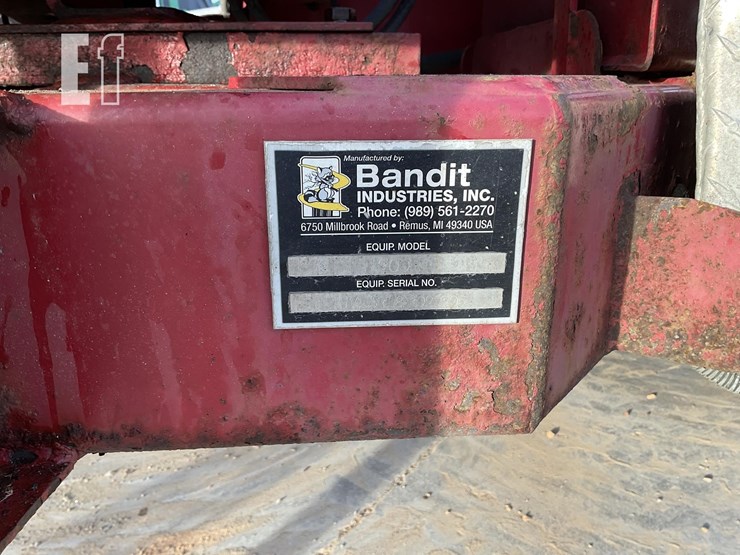 Ef
Manufactured by:
Bandit
INDUSTRIES, INC.
Phone: (989) 561-2270
6750 Millbrook Road • Remus, MI 49340 USA
EQUIP. MODEL
EQUIP. SERIAL NO.